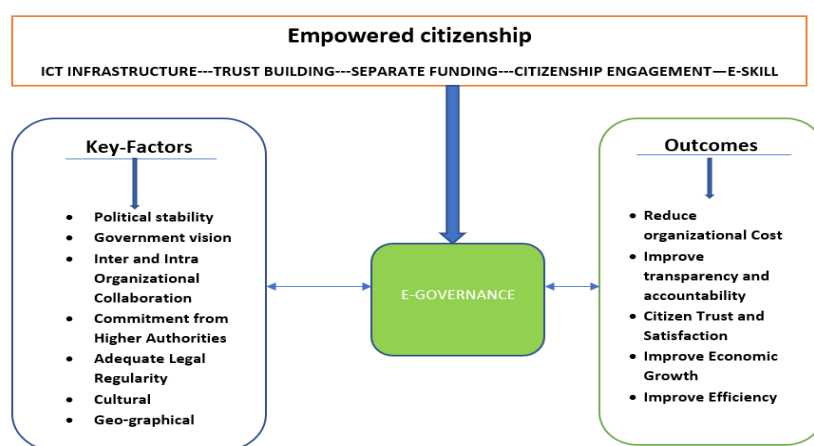 Empowered citizenship
ICT INFRASTRUCTURE---TRUST BUILDING---SEPARATE FUNDING---CITIZENSHIP ENGAGEMENT—E-SKILL
Key-Factors
• Political stability
• Government vision
• Inter and Intra
Organizational
Collaboration
• Commitment from
Higher Authorities
• Adequate Legal
Regularity
• Cultural
• Geo-graphical
E-GOVERNANCE
Outcomes
• Reduce
organizational Cost
• Improve
transparency and
accountability
• Citizen Trust and
Satisfaction
• Improve Economic
Growth
• Improve Efficiency